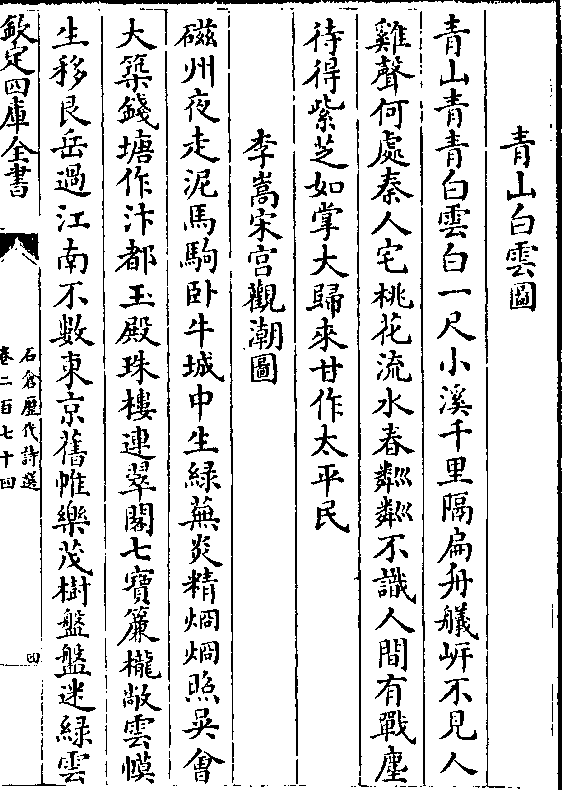 青山白雲圖
青山青青白雲白一尺小溪千里隔扁舟艤㟁不見人
雞聲何處秦人宅桃花流水春粼粼不識人間有戰塵
待得紫芝如掌大歸來甘作太平民
李嵩宋宫觀潮圖
磁州夜走泥馬駒卧牛城中生綠蕪炎精烱烱照吳會
大築錢塘作汴都玉殿珠樓連翠閣七寶簾櫳敞雲幙
生移艮岳過江南不數東京舊帷樂茂樹盤盤迷緑雲
欽定四庫全書
石倉歷代詩選
卷二百七十四
四